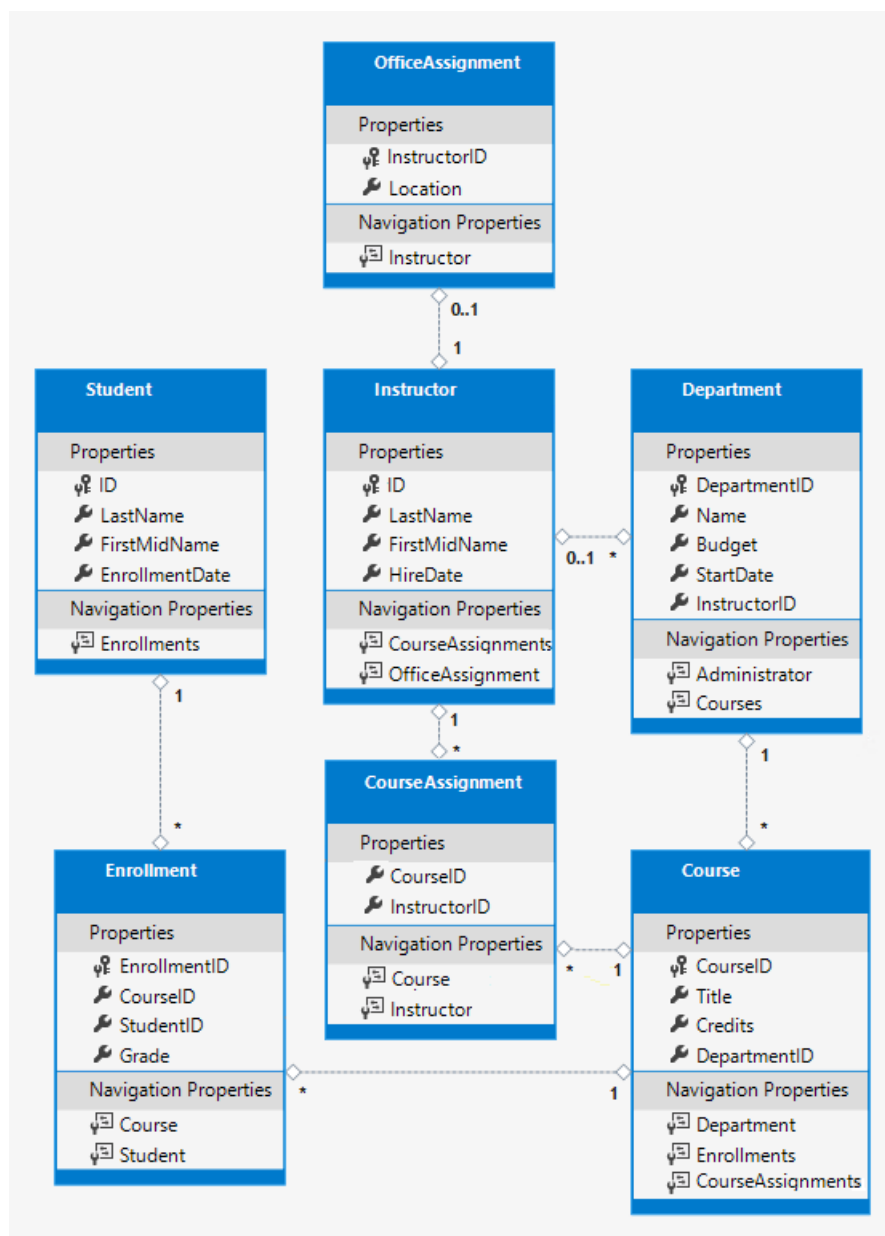 OfficeAssignment
Properties
InstructorID
Location
Navigation Properties
Instructor
0..1
1
Student
Properties
ID
LastName
FirstMidName
EnrollmentDate
Navigation Properties
Enrollments
Instructor
Properties
ID
LastName
FirstMidName
HireDate
Navigation Properties
CourseAssignments
OfficeAssignment
0..1 *
Department
Properties
DepartmentID
Name
Budget
StartDate
InstructorID
Navigation Properties
Administrator
Courses
1
*
1
*
1
*
CourseAssignment
Properties
CourseID
InstructorID
Navigation Properties
Course
Instructor
* 1
Enrollment
Properties
EnrollmentID
CourseID
StudentID
Grade
Navigation Properties
Course
Student
* 1
Course
Properties
CourseID
Title
Credits
DepartmentID
Navigation Properties
Department
Enrollments
CourseAssignments